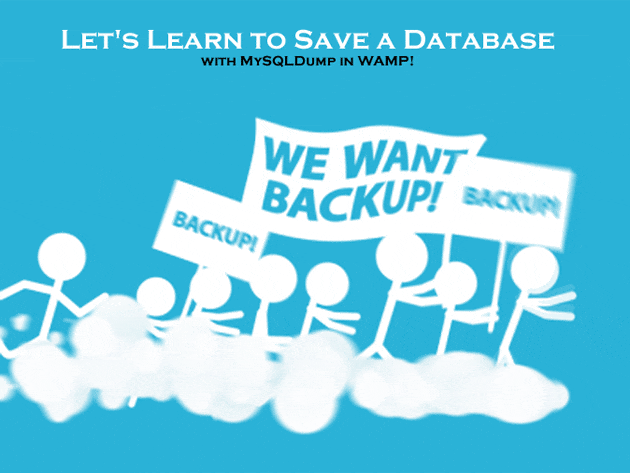 Let's Learn to Save a Database
with MySQLDump in WAMP!
WE WANT
BACKUP!
BACKUP!
BACKUP!